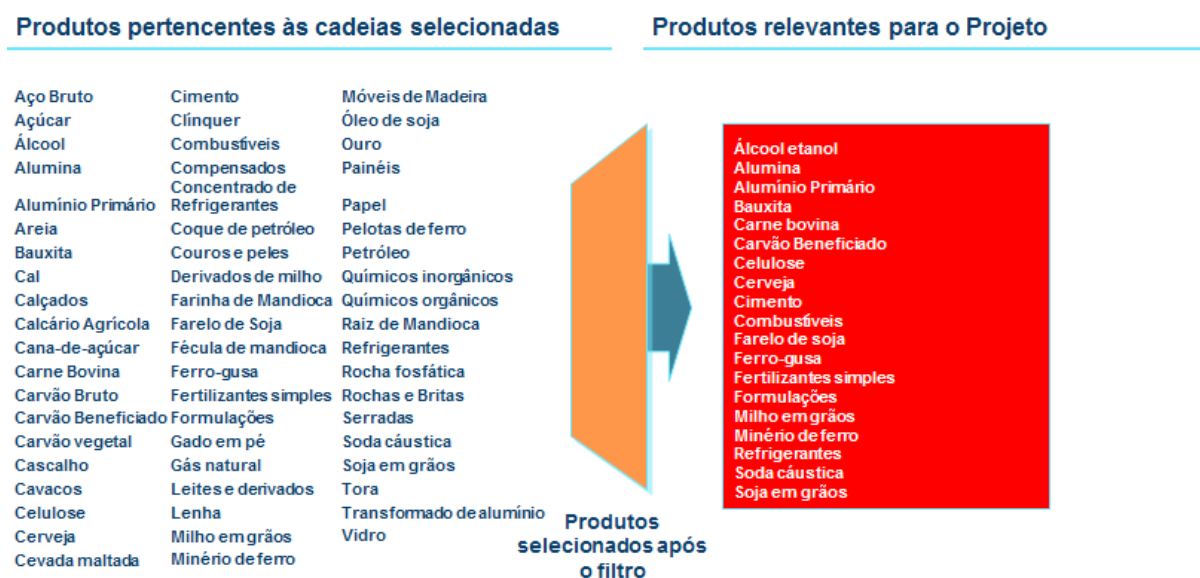 Produtos pertencentes às cadeias selecionadas
Produtos relevantes para o Projeto
Aço Bruto
Açúcar
Álcool
Alumina
Alumínio Primário
Areia
Bauxita
Cal
Calçados
Calcário Agrícola
Cana-de-açúcar
Carne Bovina
Carvão Bruto
Carvão Beneficiado
Carvão vegetal
Cascalho
Cavacos
Celulose
Cerveja
Cevada maltada
Cimento
Clínquer
Combustíveis
Compensados
Concentrado de
Refrigerantes
Coque de petróleo
Couros e peles
Derivados de milho
Farinha de Mandioca
Farelo de Soja
Fécula de mandioca
Ferro-gusa
Fertilizantes simples
Formulações
Gado em pé
Gás natural
Leites e derivados
Lenha
Milho em grãos
Minério de ferro
Móveis de Madeira
Óleo de soja
Ouro
Painéis
Papel
Pelotas de ferro
Petróleo
Químicos inorgânicos
Químicos orgânicos
Raiz de Mandioca
Refrigerantes
Rocha fosfática
Rochas e Britas
Serradas
Soda cáustica
Soja em grãos
Tora
Transformado de alumínio
Vidro
Produtos
selecionados após
o filtro
Álcool etanol
Alumina
Alumínio Primário
Bauxita
Carne bovina
Carvão Beneficiado
Celulose
Cerveja
Cimento
Combustíveis
Farelo de soja
Ferro-gusa
Fertilizantes simples
Formulações
Milho em grãos
Minério de ferro
Refrigerantes
Soda cáustica
Soja em grãos